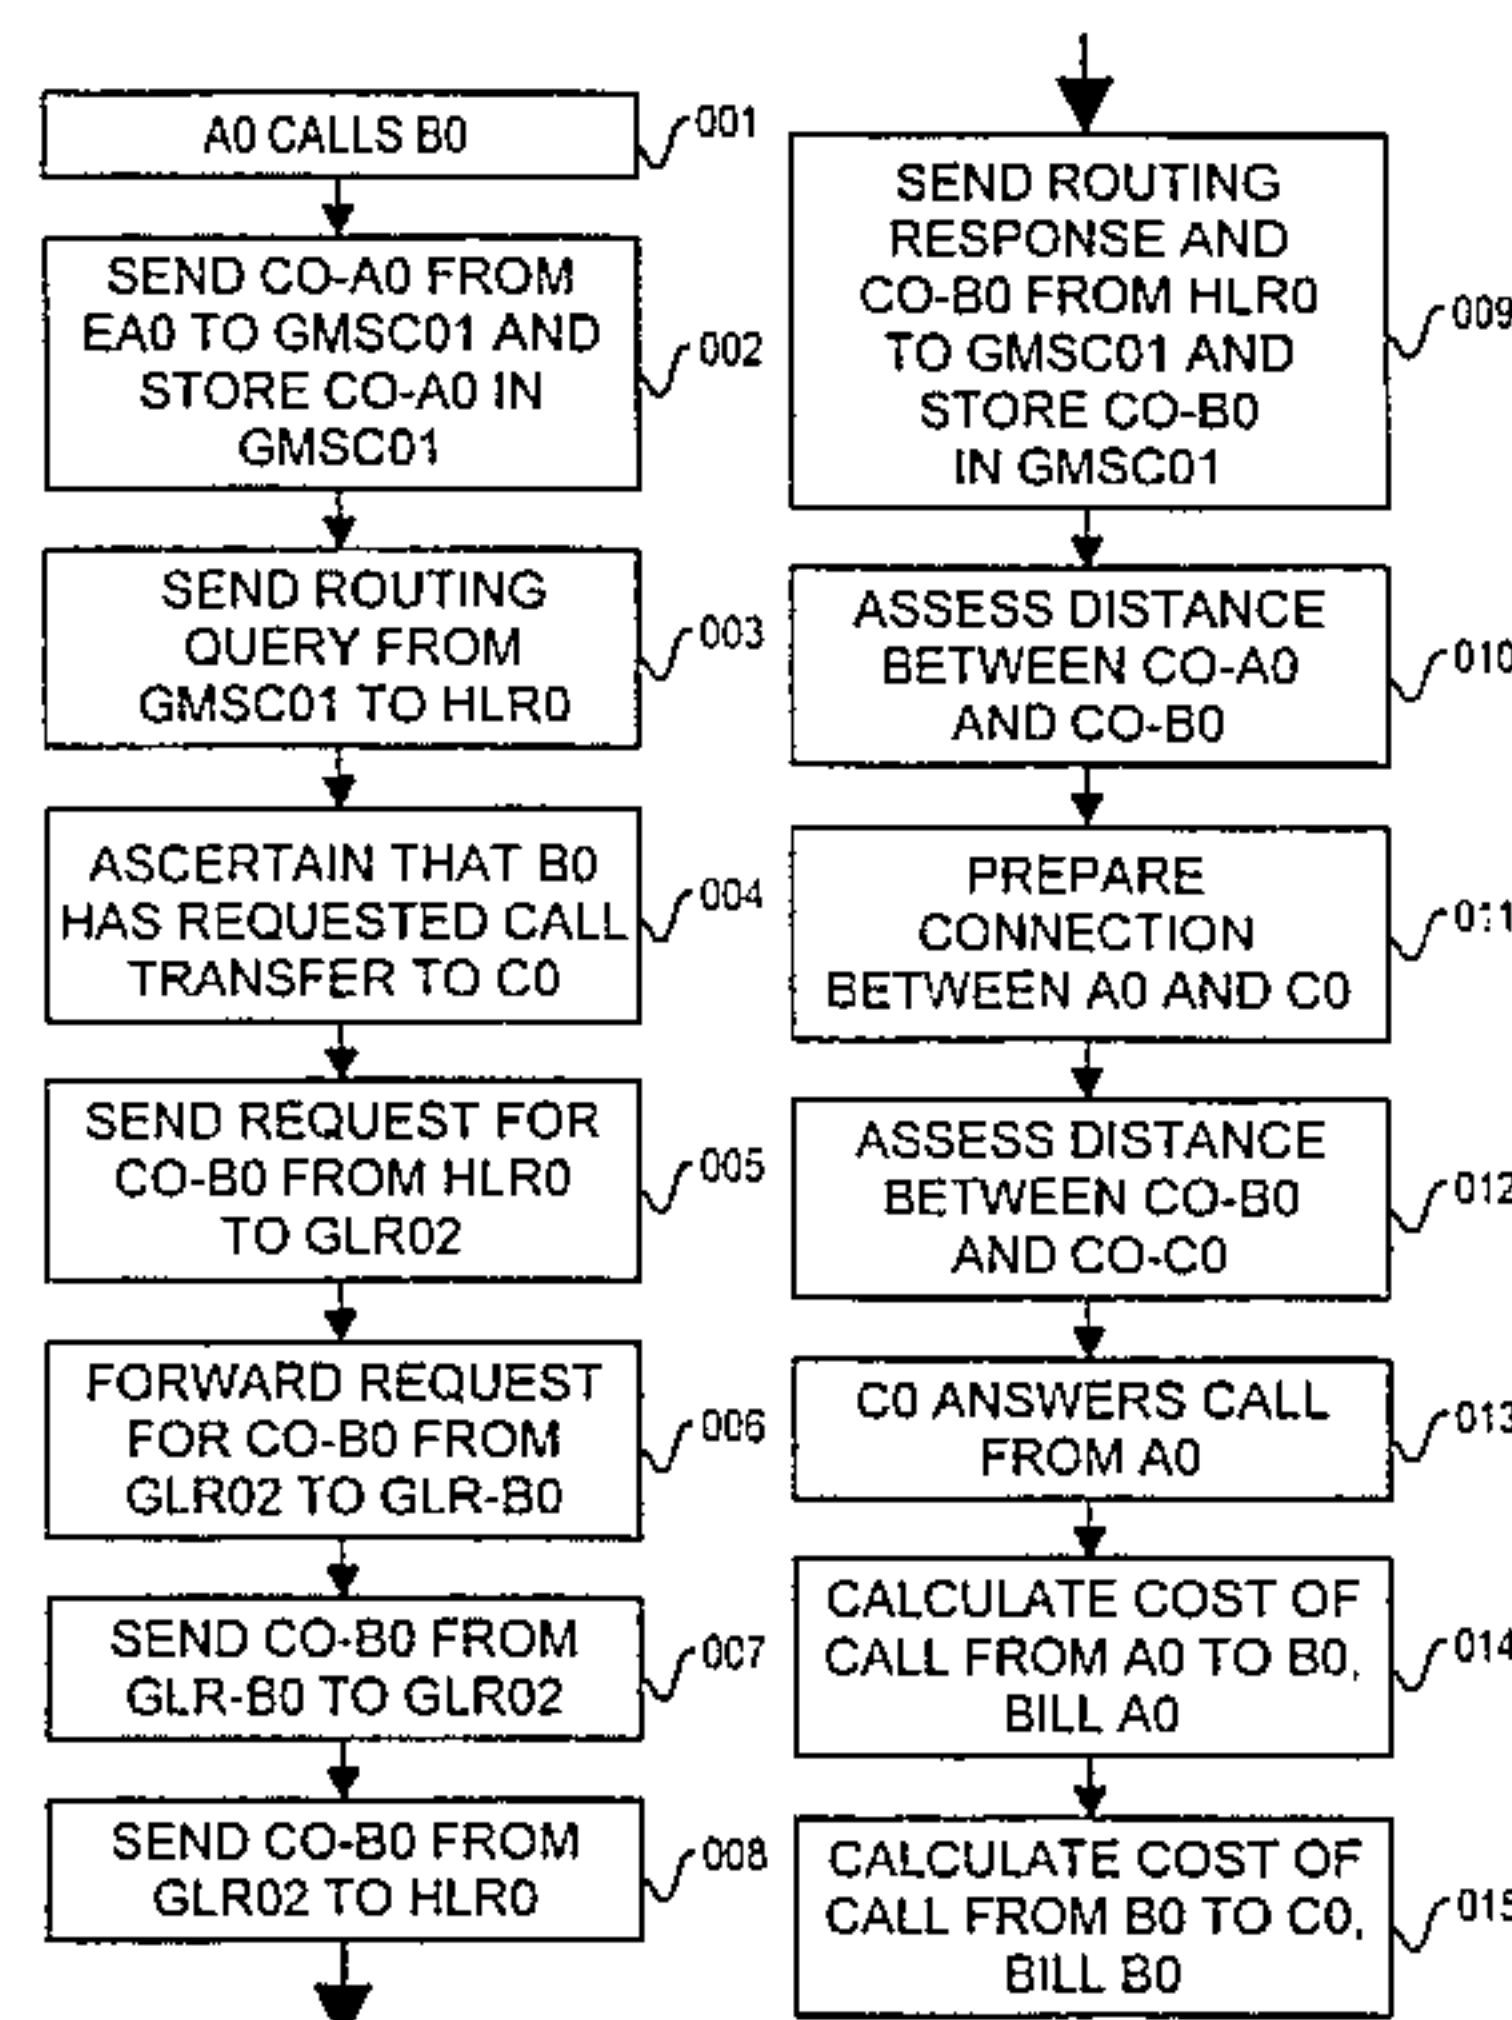 A0 CALLS B0
001
SEND CO-A0 FROM
EA0 TO GMSC01 AND
STORE CO-A0 IN
GMSC01
002
SEND ROUTING
QUERY FROM
GMSC01 TO HLR0
003
ASCERTAIN THAT B0
HAS REQUESTED CALL
TRANSFER TO C0
004
SEND REQUEST FOR
CO-B0 FROM HLR0
TO GLR02
005
FORWARD REQUEST
FOR CO-B0 FROM
GLR02 TO GLR-B0
006
SEND CO-B0 FROM
GLR-B0 TO GLR02
007
SEND CO-B0 FROM
GLR02 TO HLR0
008
SEND ROUTING
RESPONSE AND
CO-B0 FROM HLR0
TO GMSC01 AND
STORE CO-B0
IN GMSC01
009
ASSESS DISTANCE
BETWEEN CO-A0
AND CO-B0
010
PREPARE
CONNECTION
BETWEEN A0 AND C0
011
ASSESS DISTANCE
BETWEEN CO-B0
AND CO-C0
012
C0 ANSWERS CALL
FROM A0
013
CALCULATE COST OF
CALL FROM A0 TO B0,
BILL A0
014
CALCULATE COST OF
CALL FROM B0 TO C0,
BILL B0
015